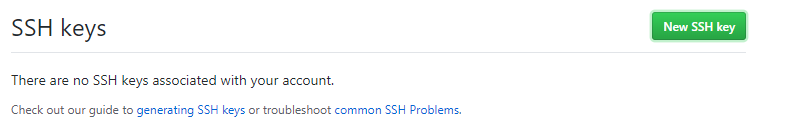 SSH keys
New SSH key
There are no SSH keys associated with your account.
Check out our guide to generating SSH keys or troubleshoot common SSH Problems.